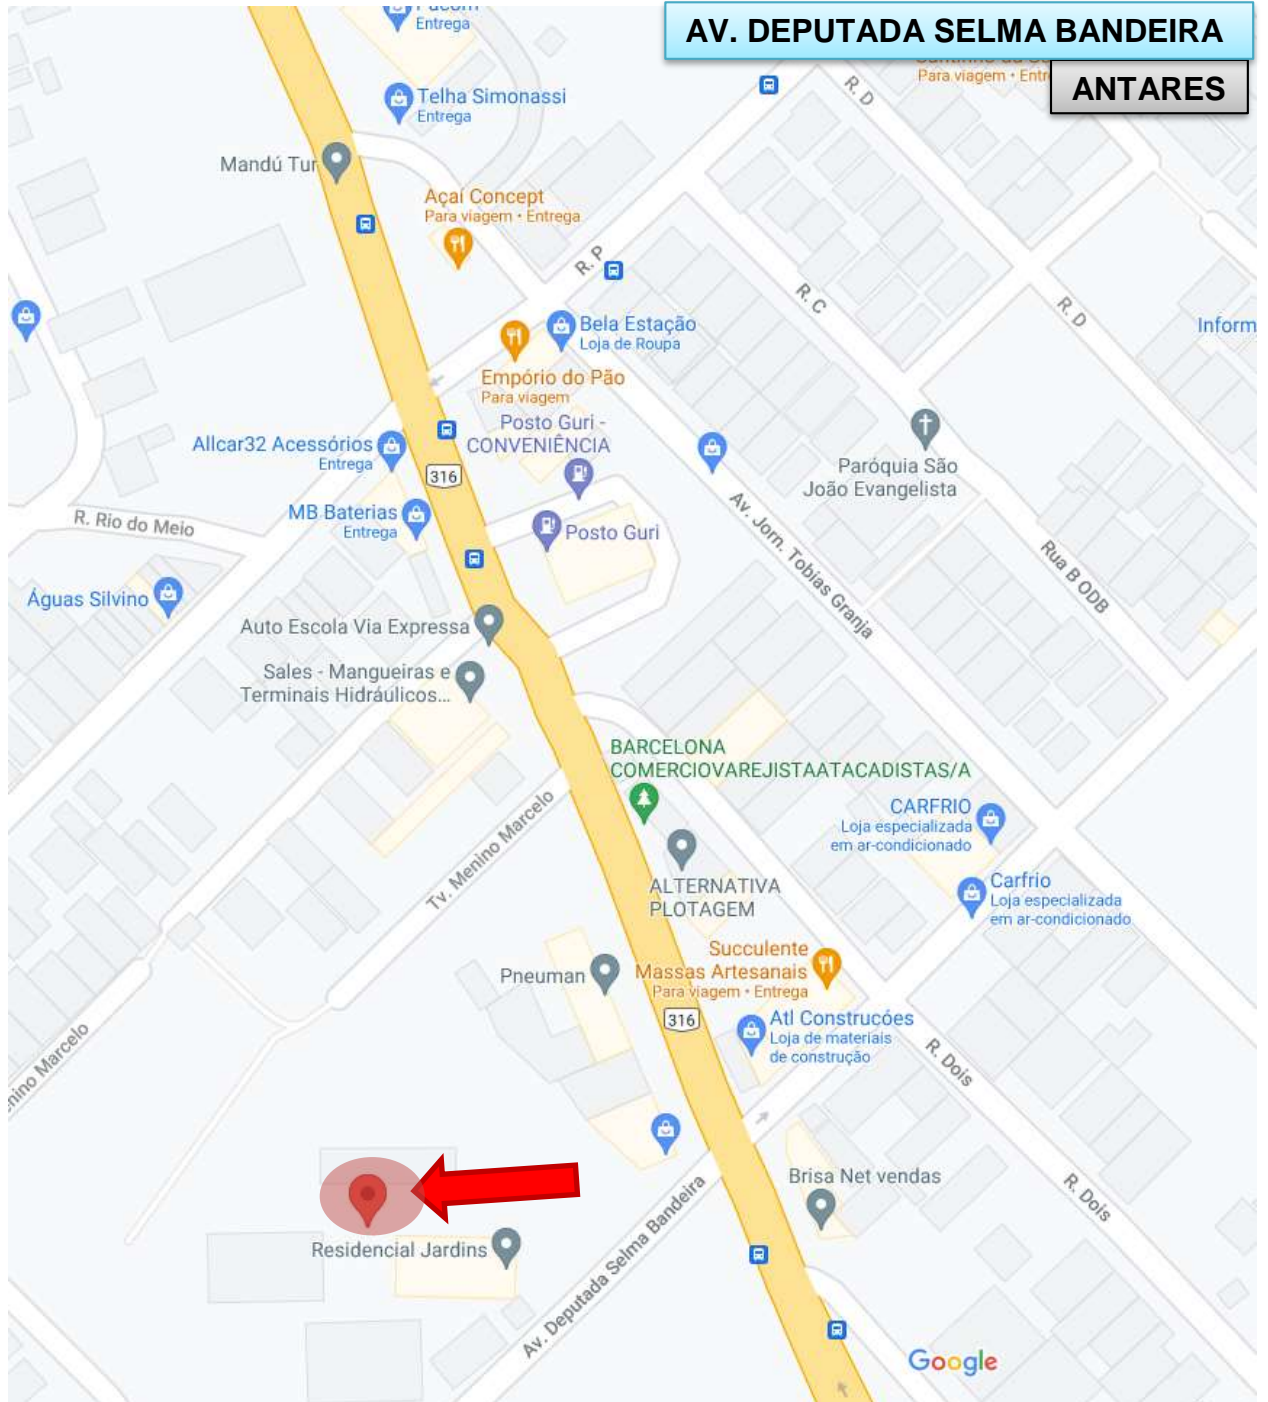 Entrega
AV. DEPUTADA SELMA BANDEIRA
Para viagem • Entr
ANTARES
Telha Simonassi
Entrega
R. D
Mandú Tur
Açaí Concept
Para viagem • Entrega
R. P
R. C
R. D
Inform
Bela Estação
Loja de Roupa
Empório do Pão
Para viagem
Posto Guri -
CONVENIÊNCIA
Allcar32 Acessórios
Entrega
316
Paróquia São
João Evangelista
R. Rio do Meio
MB Baterias
Entrega
Posto Guri
Av. Jorn. Tobias Granja
Rua B ODB
Águas Silvino
Auto Escola Via Expressa
Sales - Mangueiras e
Terminais Hidráulicos...
BARCELONA
COMERCIOVAREJISTAATACADISTAS/A
CARFRIO
Loja especializada
em ar-condicionado
Tv. Menino Marcelo
ALTERNATIVA
PLOTAGEM
Carfrio
Loja especializada
em ar-condicionado
Succulente
Massas Artesanais
Para viagem • Entrega
Pneuman
316
Atl Construcóes
Loja de materiais
de construção
R. Dois
enino Marcelo
Brisa Net vendas
R. Dois
Residencial Jardins
Av. Deputada Selma Bandeira
Google